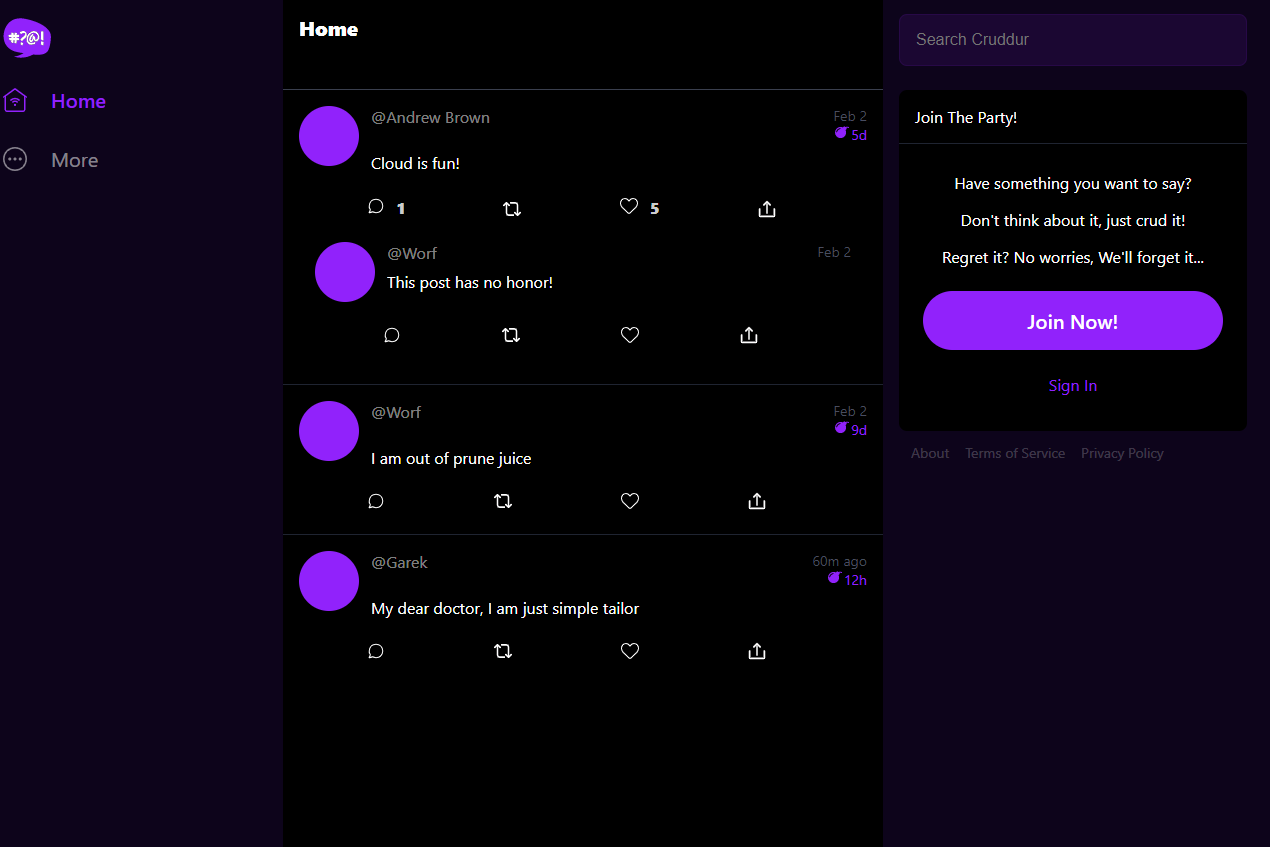 #?@!
Home
More
Home
@Andrew Brown
Feb 2
5d
Cloud is fun!
1
5
@Worf
Feb 2
This post has no honor!
@Worf
Feb 2
9d
I am out of prune juice
@Garek
60m ago
12h
My dear doctor, I am just simple tailor
Search Cruddur
Join The Party!
Have something you want to say?
Don't think about it, just crud it!
Regret it? No worries, We'll forget it...
Join Now!
Sign In
About Terms of Service Privacy Policy